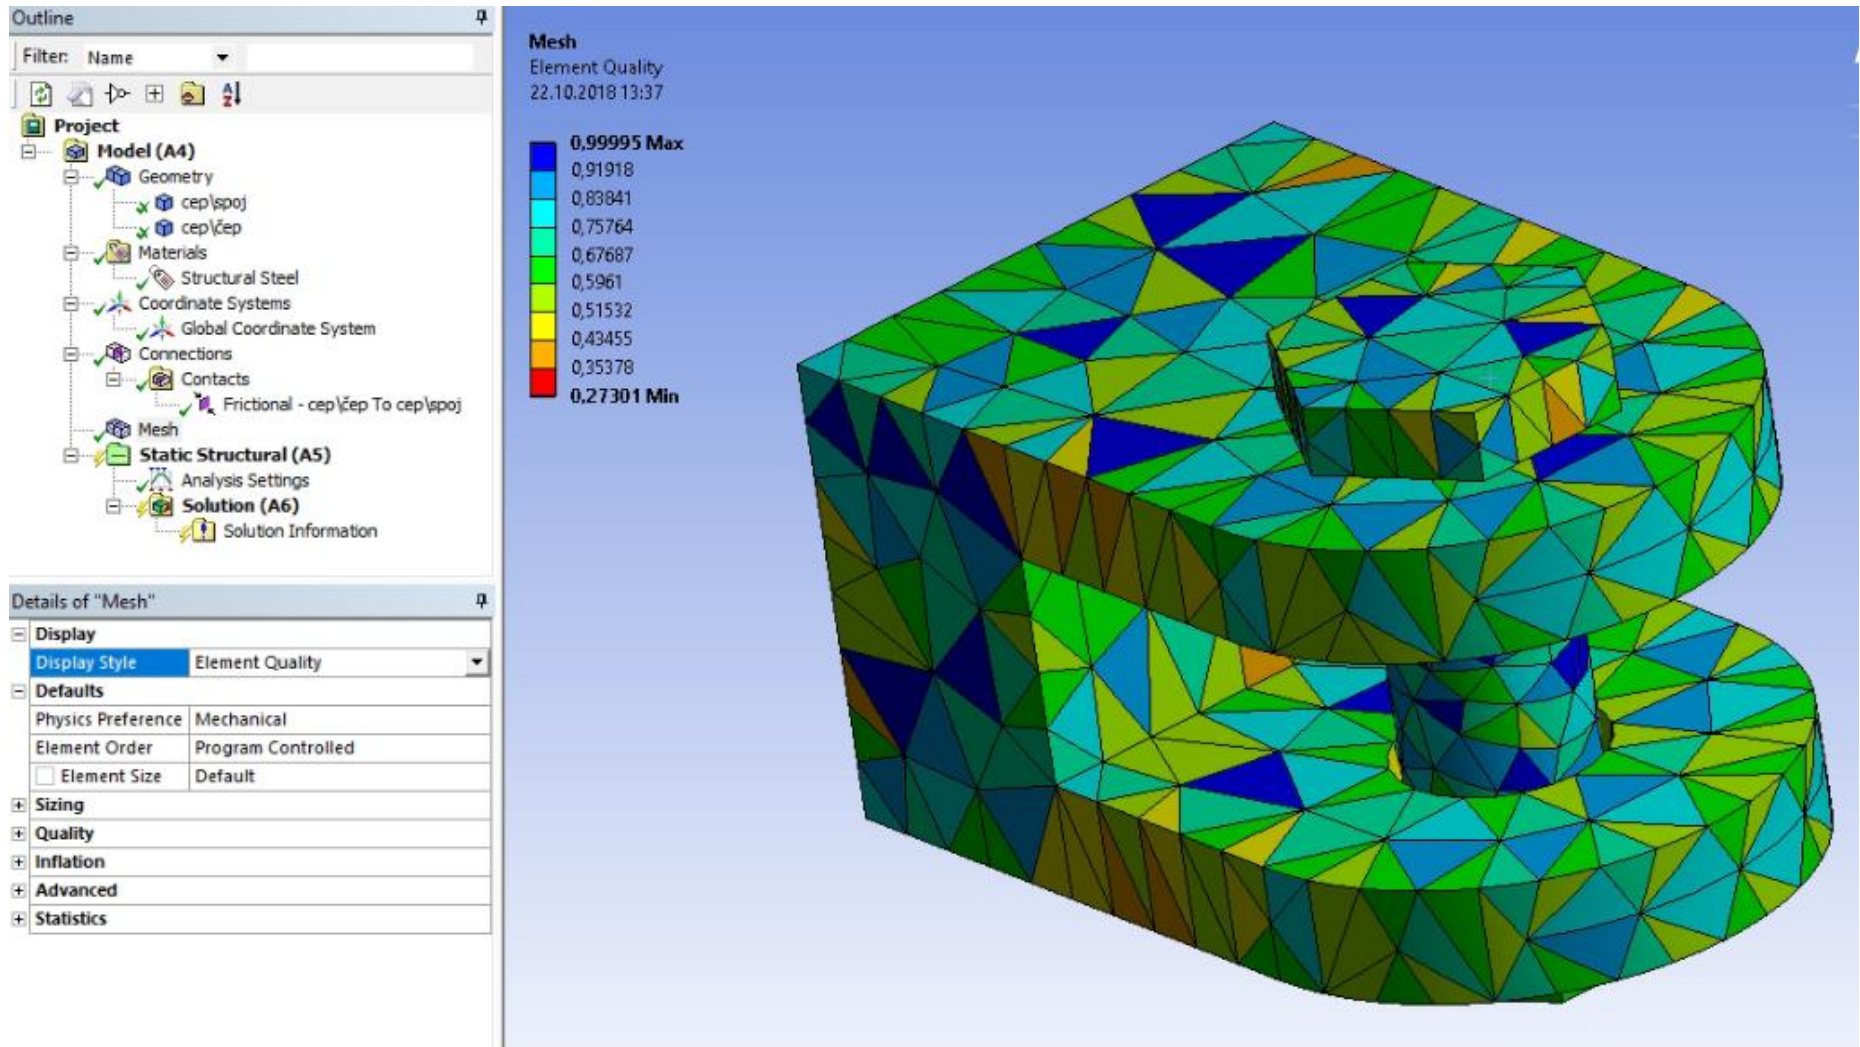 Outline
Filter: Name
Project
Model (A4)
Geometry
cep\spoj
cep\čep
Materials
Structural Steel
Coordinate Systems
Global Coordinate System
Connections
Contacts
Frictional - cep\čep To cep\spoj
Mesh
Static Structural (A5)
Analysis Settings
Solution (A6)
Solution Information
Details of "Mesh"
Display
Display Style Element Quality
Defaults
Physics Preference Mechanical
Element Order Program Controlled
Element Size Default
Sizing
Quality
Inflation
Advanced
Statistics
Mesh
Element Quality
22.10.2018 13:37
0,99995 Max
0,91918
0,83841
0,75764
0,67687
0,5961
0,51532
0,43455
0,35378
0,27301 Min